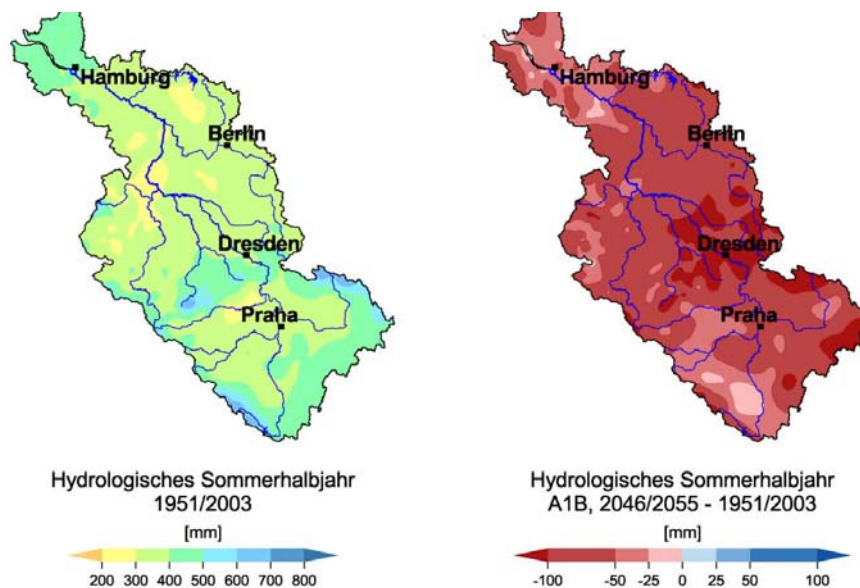 Hamburg
Berlin
Dresden
Praha
Hydrologisches Sommerhalbjahr
1951/2003
[mm]
200 300 400 500 600 700 800
Hamburg
Berlin
Dresden
Praha
Hydrologisches Sommerhalbjahr
A1B, 2046/2055 - 1951/2003
[mm]
-100 -50 -25 0 25 50 100